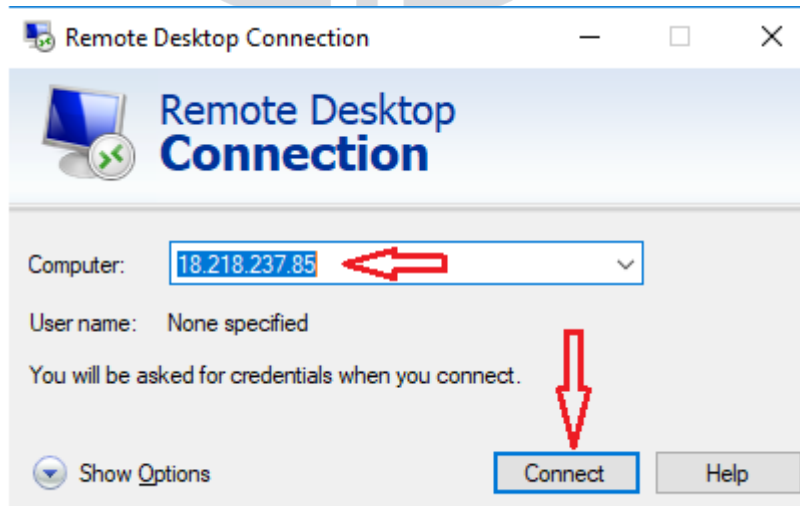 Remote Desktop Connection
Remote Desktop
Connection
Computer: 18.218.237.85
User name: None specified
You will be asked for credentials when you connect.
Show Options Connect Help